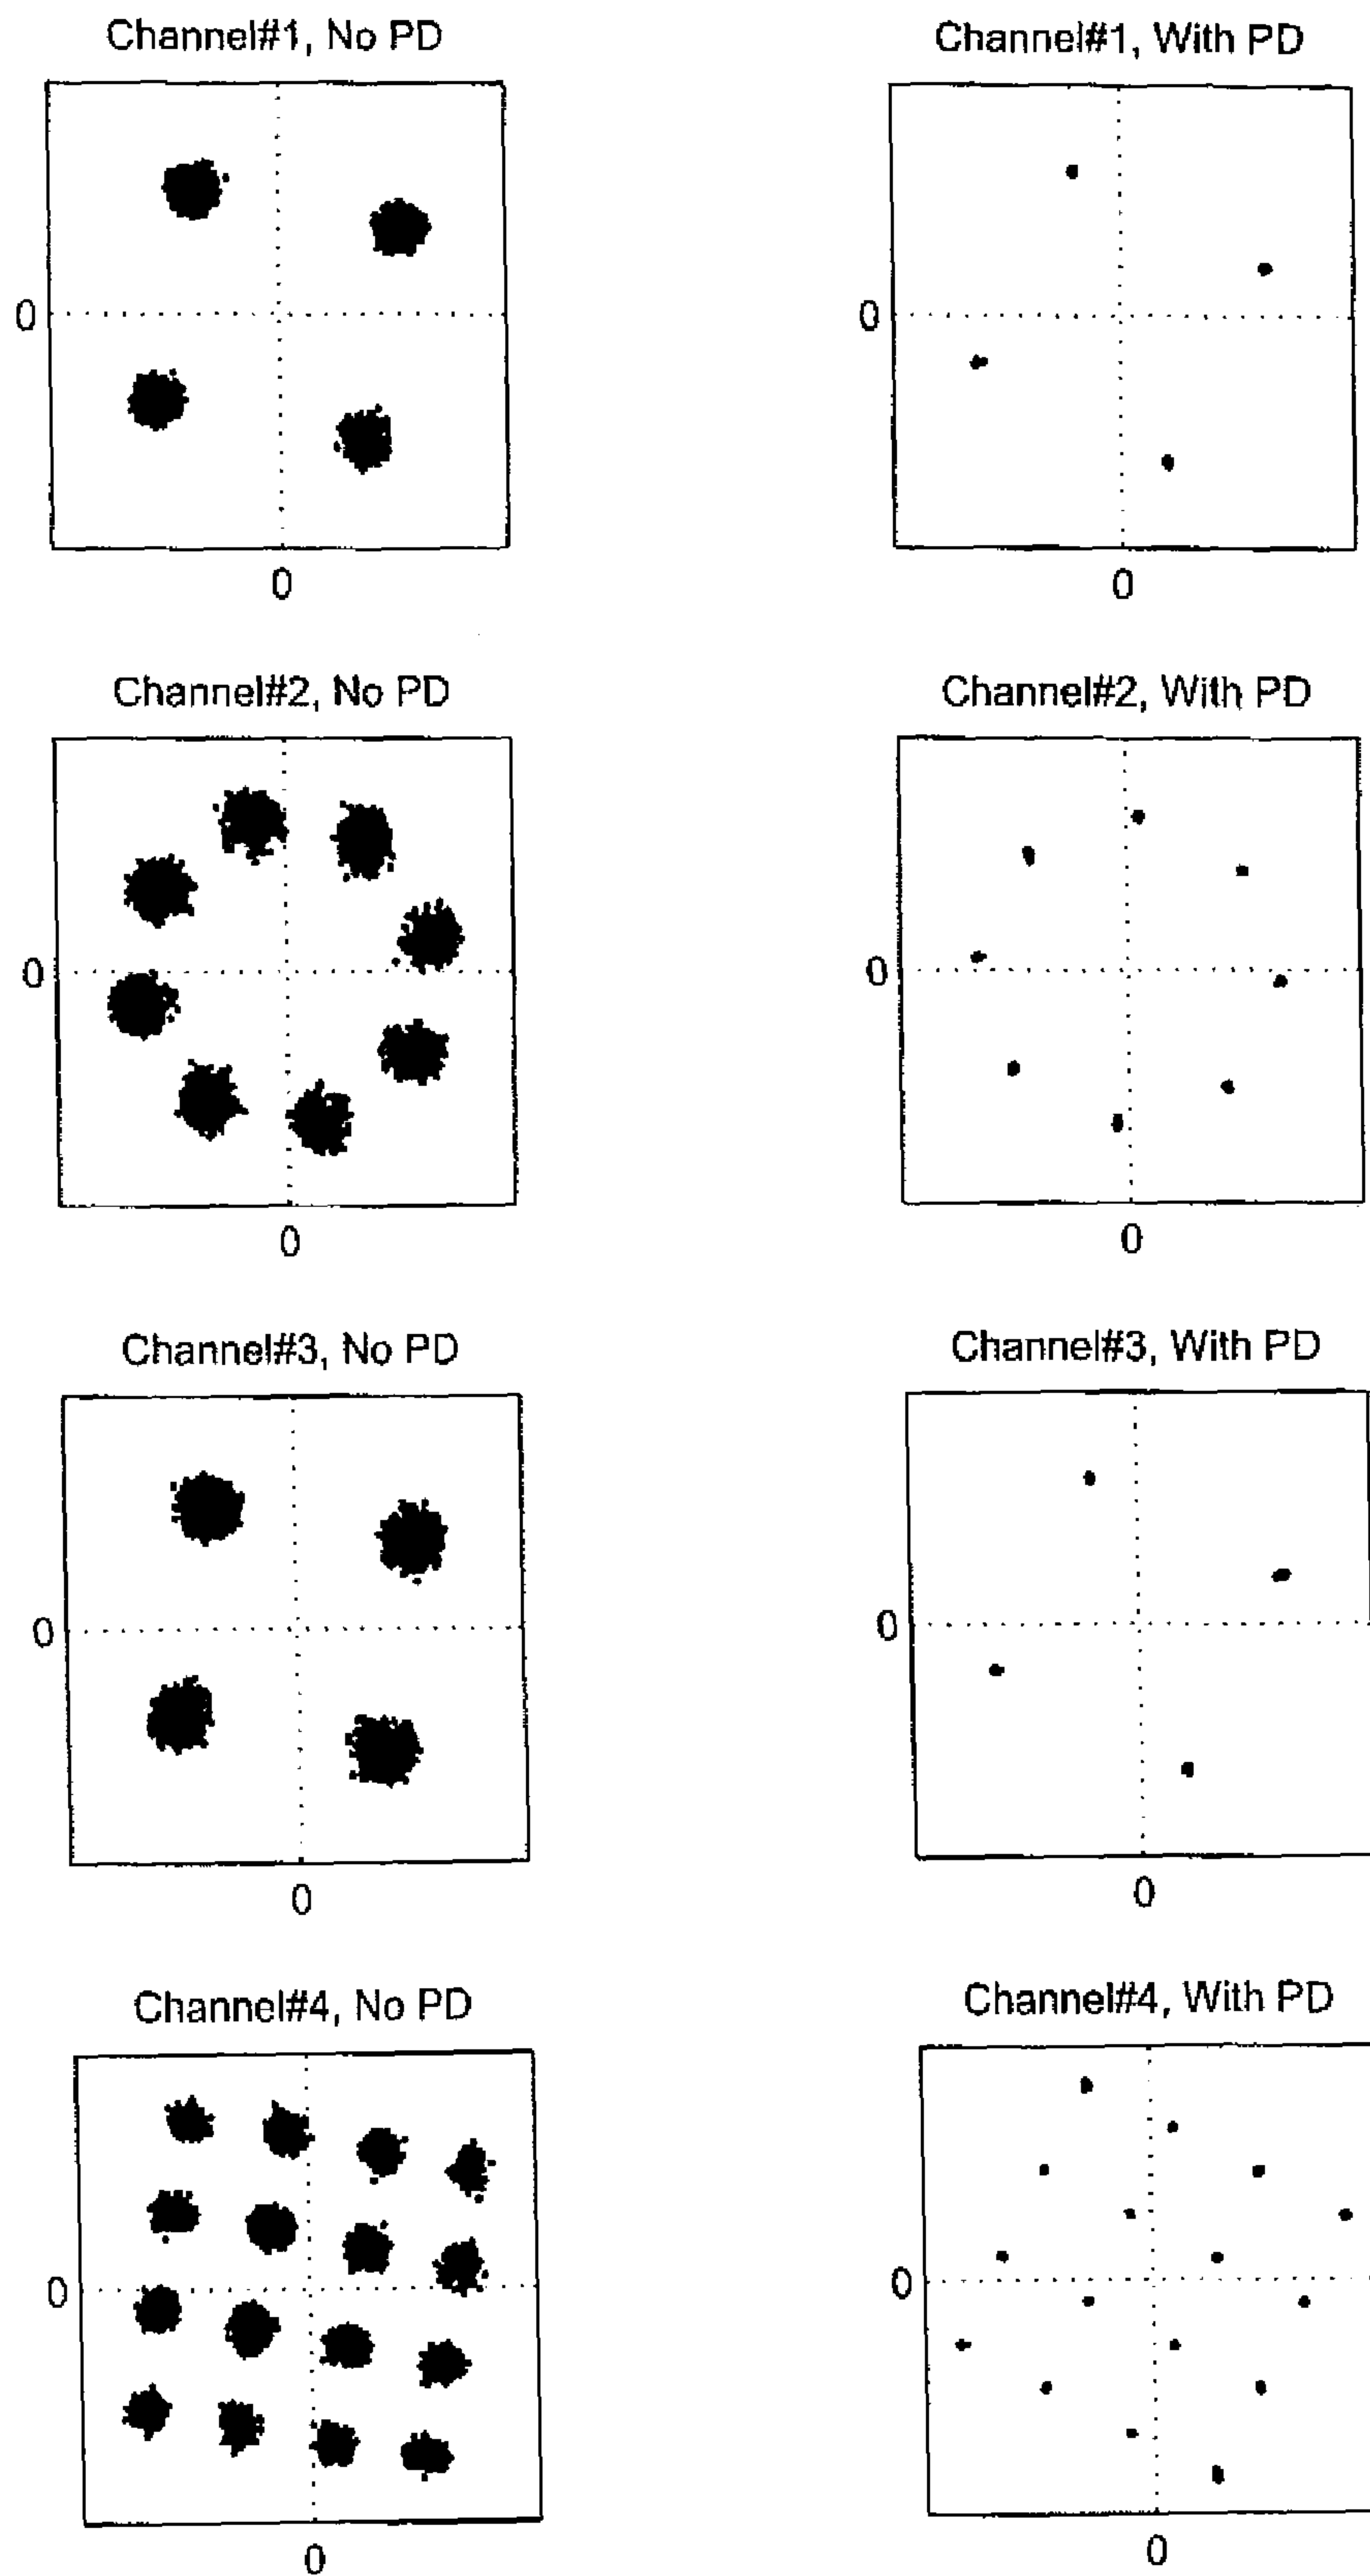 Channel#1, No PD
Channel#1, With PD
0
0
0
0
Channel#2, No PD
Channel#2, With PD
0
0
0
0
Channel#3, No PD
Channel#3, With PD
0
0
0
0
Channel#4, No PD
Channel#4, With PD
0
0
0
0